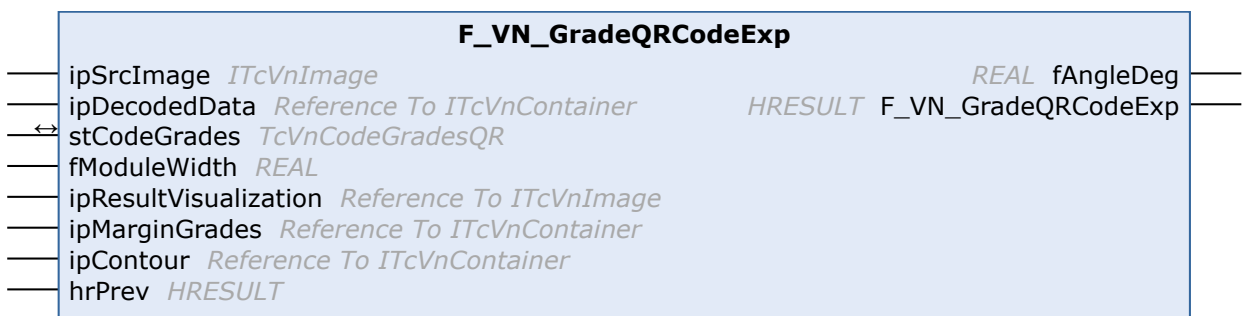 F_VN_GradeQRCodeExp
ipSrcImage ITcVnImage REAL fAngleDeg
ipDecodedData Reference To ITcVnContainer HRESULT F_VN_GradeQRCodeExp
↔ stCodeGrades TcVnCodeGradesQR
fModuleWidth REAL
ipResultVisualization Reference To ITcVnImage
ipMarginGrades Reference To ITcVnContainer
ipContour Reference To ITcVnContainer
hrPrev HRESULT